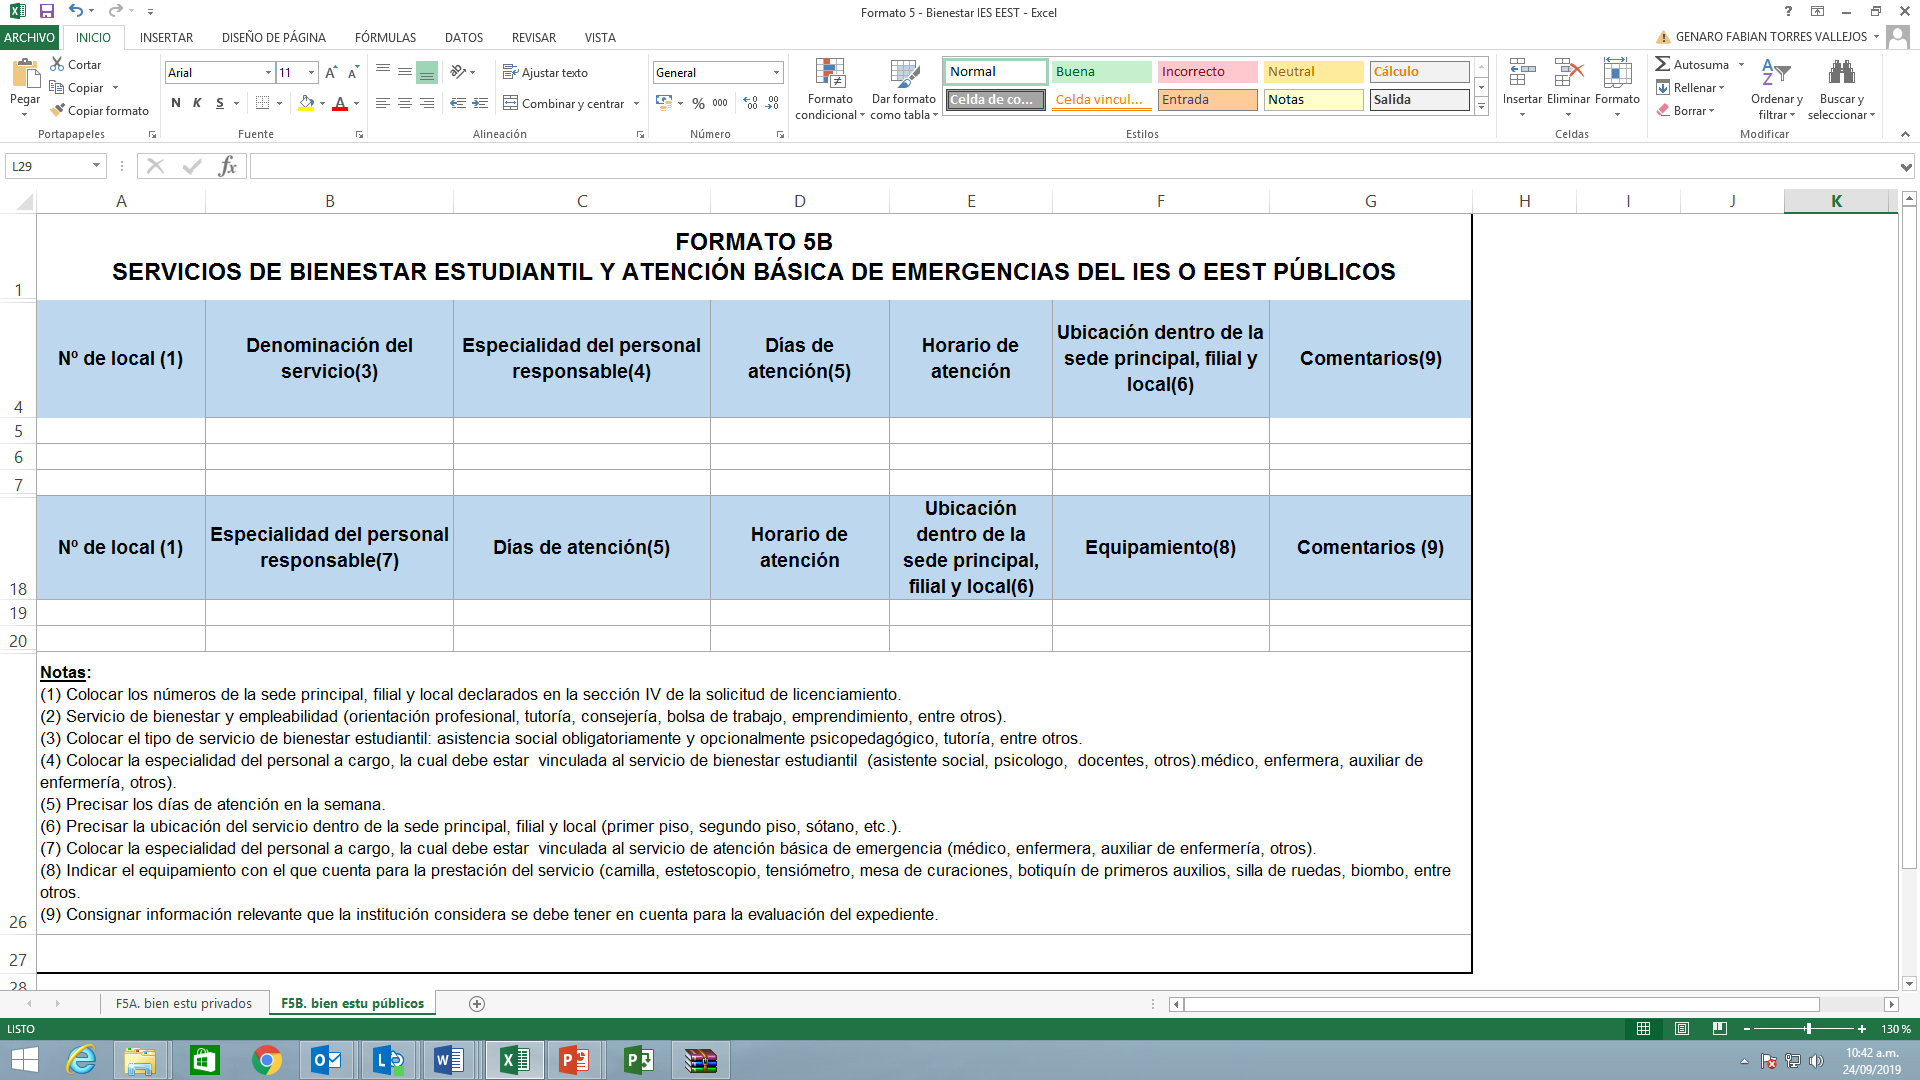 Formato 5 - Bienestar IES EEST - Excel
ARCHIVO INICIO INSERTAR DISEÑO DE PÁGINA FÓRMULAS DATOS REVISAR VISTA GENARO FABIAN TORRES VALLEJOS
Pegar Cortar Copiar Copiar formato
Portapapeles
Arial 11
N K S
Fuente
Ajustar texto
Combinar y centrar
Alineación
General
% 000
Número
Formato condicional
Dar formato como tabla
Normal Buena Incorrecto Neutral Cálculo
Celda de co... Celda vincul... Entrada Notas Salida
Estilos
Insertar Eliminar Formato
Celdas
Autosuma
Rellenar
Borrar
Ordenar y filtrar
Buscar y seleccionar
Modificar
L29 fx
A B C D E F G H I J K
FORMATO 5B
SERVICIOS DE BIENESTAR ESTUDIANTIL Y ATENCIÓN BÁSICA DE EMERGENCIAS DEL IES O EEST PÚBLICOS
1
Nº de local (1)
Denominación del
servicio(3)
Especialidad del personal
responsable(4)
Días de
atención(5)
Horario de
atención
Ubicación dentro de la
sede principal, filial y
local(6)
Comentarios(9)
4
5
6
7
Nº de local (1)
Especialidad del personal
responsable(7)
Días de atención(5)
Horario de
atención
Ubicación
dentro de la
sede principal,
filial y local(6)
Equipamiento(8)
Comentarios (9)
18
19
20
Notas:
(1) Colocar los números de la sede principal, filial y local declarados en la sección IV de la solicitud de licenciamiento.
(2) Servicio de bienestar y empleabilidad (orientación profesional, tutoría, consejería, bolsa de trabajo, emprendimiento, entre otros).
(3) Colocar el tipo de servicio de bienestar estudiantil: asistencia social obligatoriamente y opcionalmente psicopedagógico, tutoría, entre otros.
(4) Colocar la especialidad del personal a cargo, la cual debe estar  vinculada al servicio de bienestar estudiantil  (asistente social, psicologo,  docentes, otros).médico, enfermera, auxiliar de
enfermería, otros).
(5) Precisar los días de atención en la semana.
(6) Precisar la ubicación del servicio dentro de la sede principal, filial y local (primer piso, segundo piso, sótano, etc.).
(7) Colocar la especialidad del personal a cargo, la cual debe estar  vinculada al servicio de atención básica de emergencia (médico, enfermera, auxiliar de enfermería, otros).
(8) Indicar el equipamiento con el que cuenta para la prestación del servicio (camilla, estetoscopio, tensiómetro, mesa de curaciones, botiquín de primeros auxilios, silla de ruedas, biombo, entre
otros.
(9) Consignar información relevante que la institución considera se debe tener en cuenta para la evaluación del expediente.
26
27
28
F5A. bien estu privados F5B. bien estu públicos
LISTO 130 %
10:42 a.m.
24/09/2019